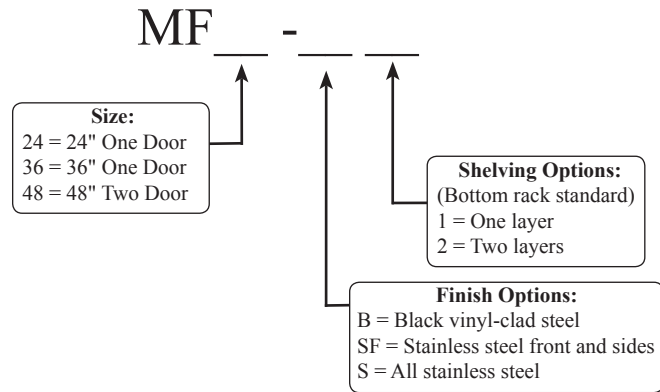 MF__ -__ __
Size:
24 = 24" One Door
36 = 36" One Door
48 = 48" Two Door
Shelving Options:
(Bottom rack standard)
1 = One layer
2 = Two layers
Finish Options:
B = Black vinyl-clad steel
SF = Stainless steel front and sides
S = All stainless steel